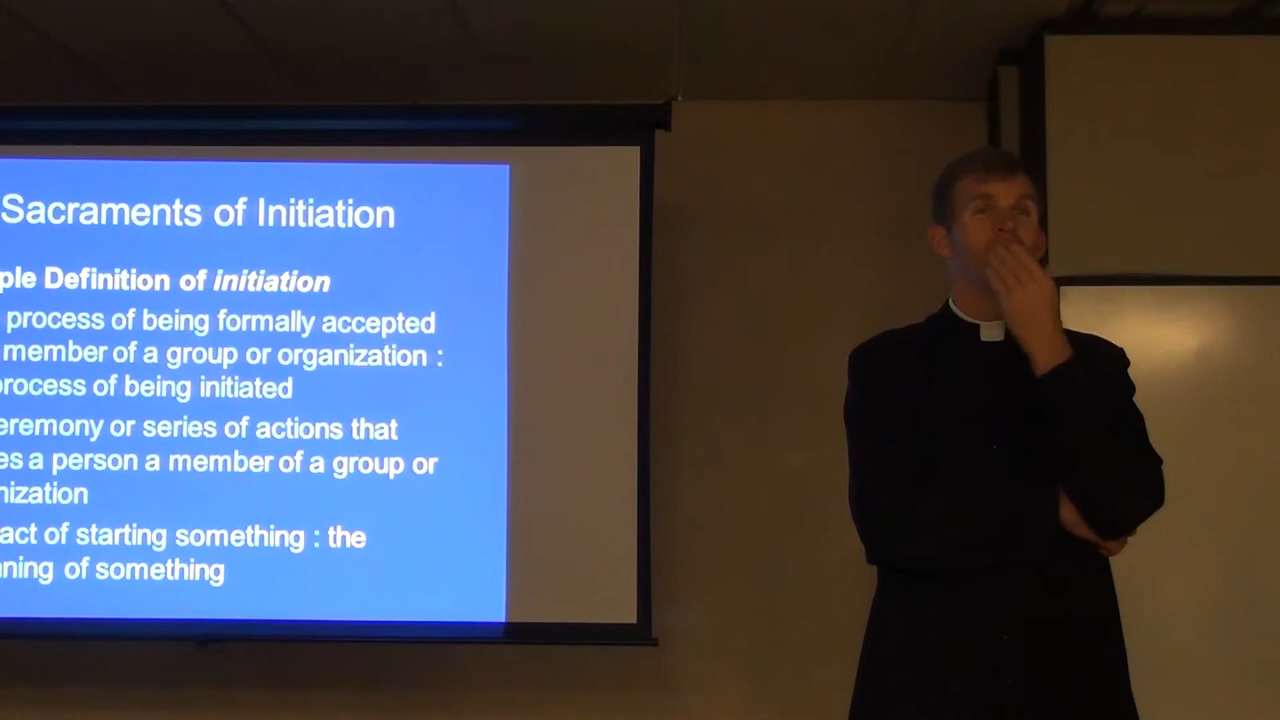 Sacraments of Initiation
ple Definition of initiation
process of being formally accepted
member of a group or organization :
process of being initiated
eremony or series of actions that
es a person a member of a group or
nization
act of starting something : the
nning of something